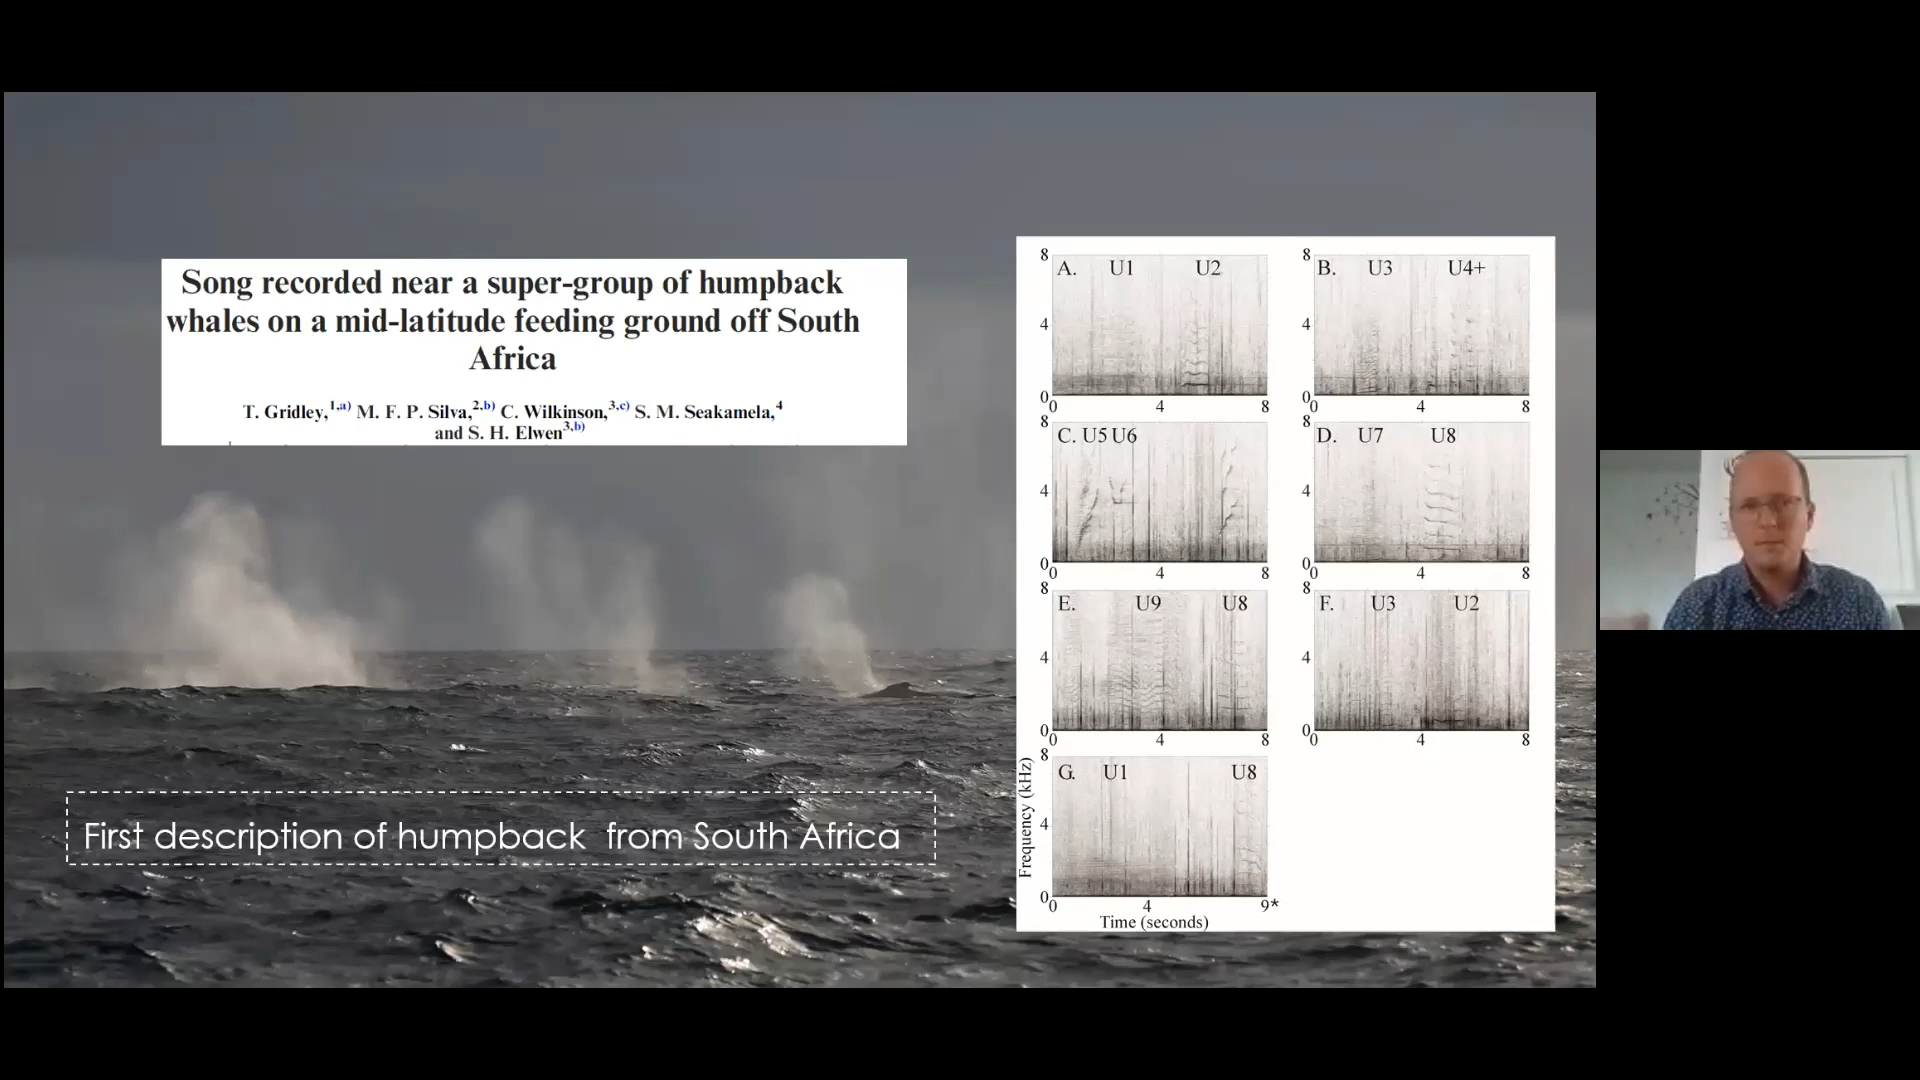 Song recorded near a super-group of humpback
whales on a mid-latitude feeding ground off South
Africa
T. Gridley,1,a) M. F. P. Silva,2,b) C. Wilkinson,3,c) S. M. Seakamela,4
and S. H. Elwen3,b)
First description of humpback from South Africa
8 A. U1 U2
4
0
0 4 8
8 B. U3 U4+
4
0
0 4 8
8 C. U5 U6
4
0
0 4 8
D. U7 U8
4
0
0 4 8
8 E. U9 U8
4
0
0 4 8
8 F. U3 U2
4
0
0 4 8
8 G. U1 U8
4
0
0 4 9*
Frequency (kHz)
Time (seconds)